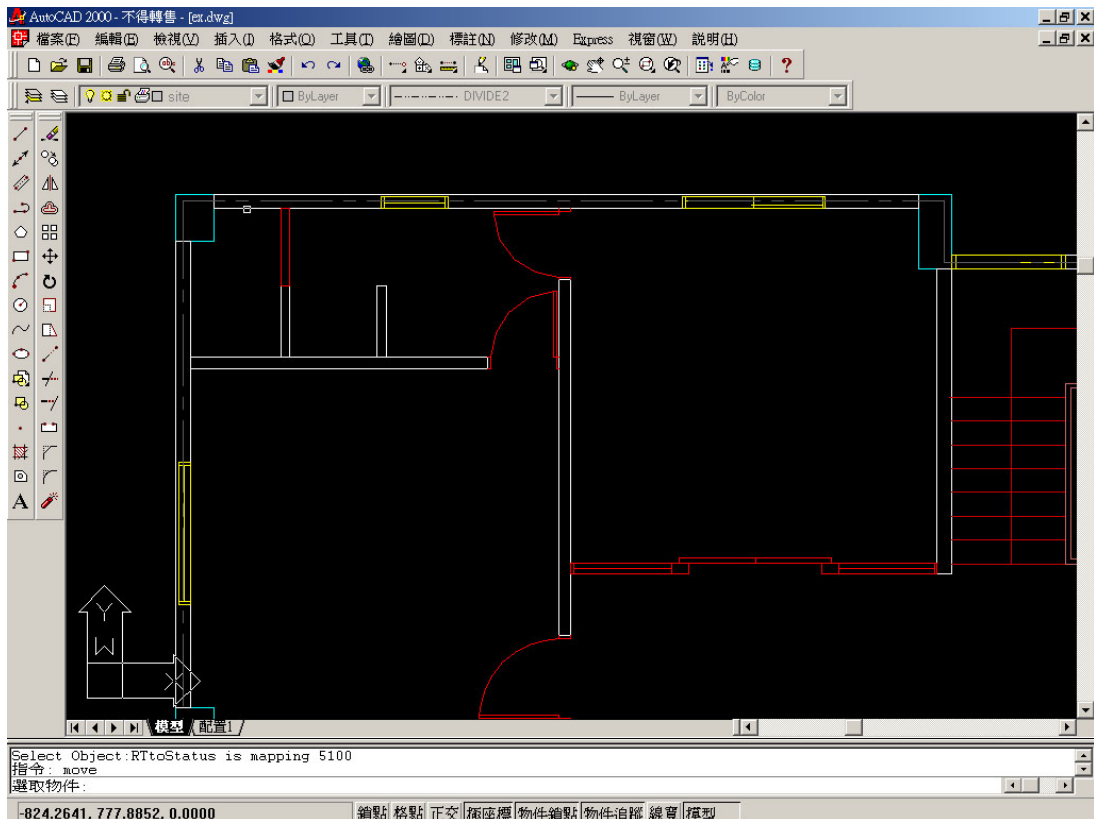 AutoCAD 2000 - 不得轉售 - [ex.dwg]
檔案(F) 編輯(E) 檢視(V) 插入(I) 格式(O) 工具(T) 繪圖(D) 標註(N) 修改(M) Express 視窗(W) 説明(H)
site ByLayer DIVIDE2 ByLayer ByColor
A
Y
W
X
模型 配置1
Select Object:RTtoStatus is mapping 5100
指令: move
選取物件:
-824.2641, 777.8852, 0.0000 鎖點 格點 正交 極座標 物件鎖點 物件追蹤 線寬 模型